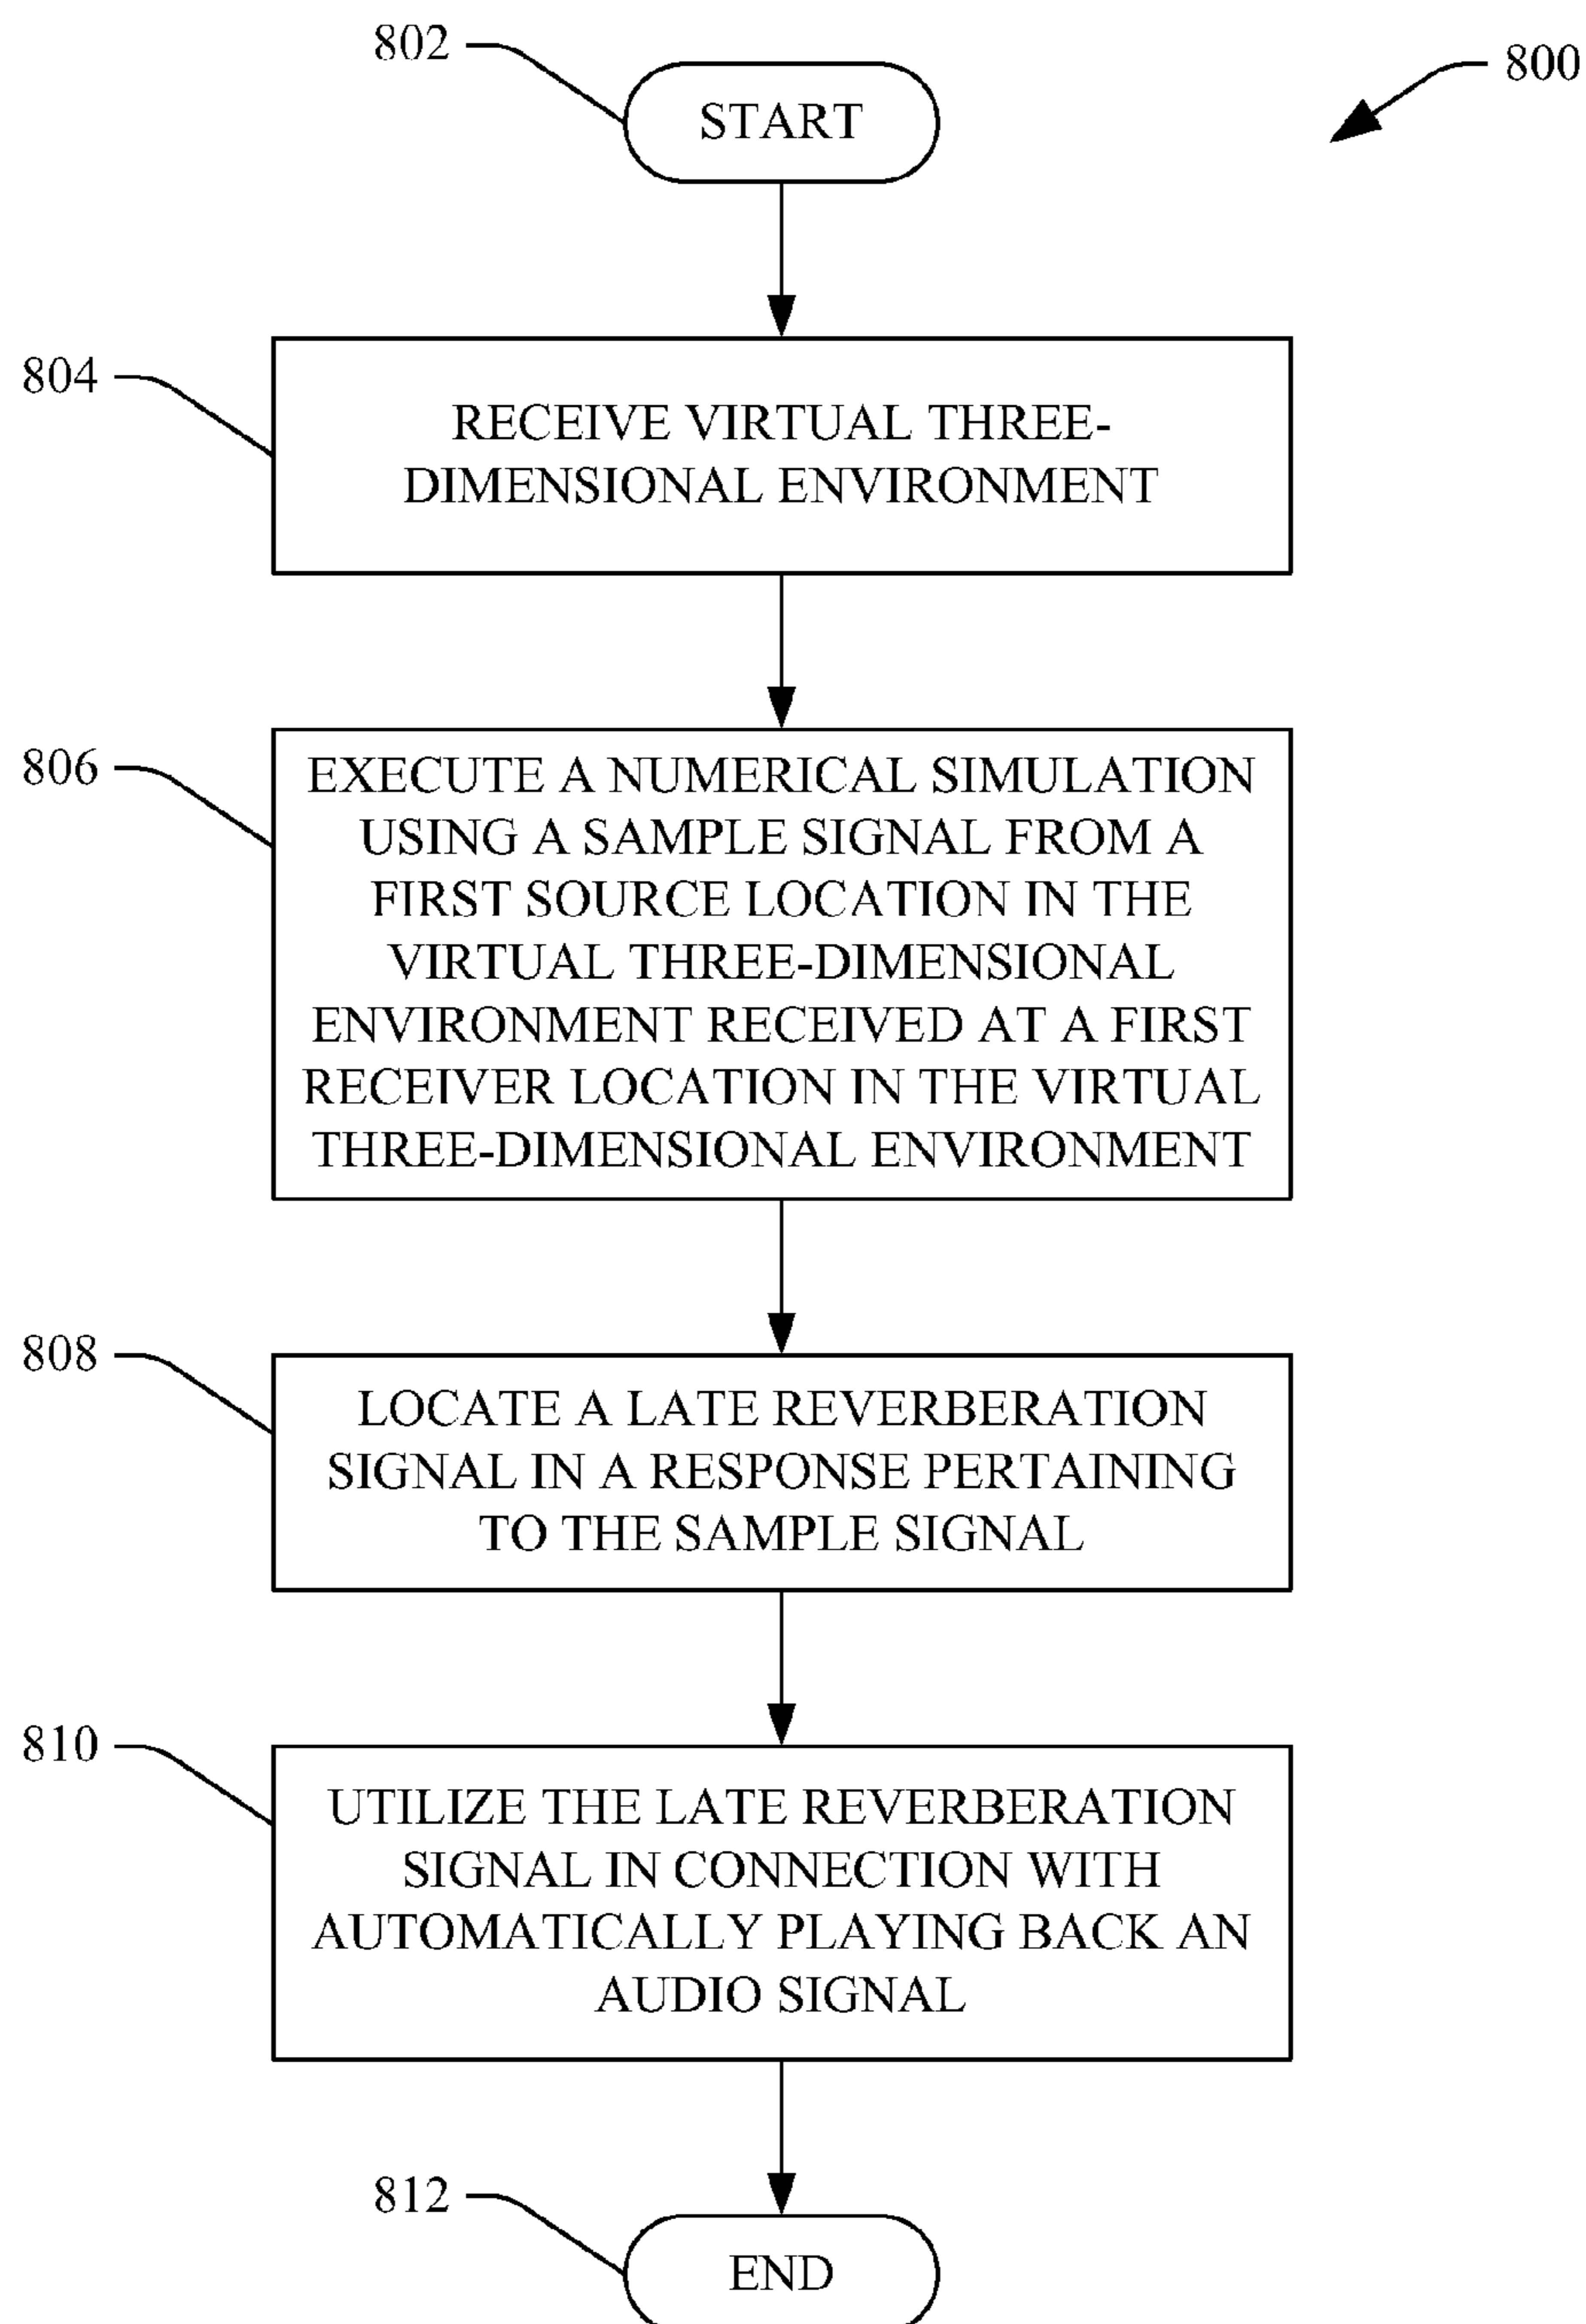 802
800
START
804
RECEIVE VIRTUAL THREE-
DIMENSIONAL ENVIRONMENT
806
EXECUTE A NUMERICAL SIMULATION
USING A SAMPLE SIGNAL FROM A
FIRST SOURCE LOCATION IN THE
VIRTUAL THREE-DIMENSIONAL
ENVIRONMENT RECEIVED AT A FIRST
RECEIVER LOCATION IN THE VIRTUAL
THREE-DIMENSIONAL ENVIRONMENT
808
LOCATE A LATE REVERBERATION
SIGNAL IN A RESPONSE PERTAINING
TO THE SAMPLE SIGNAL
810
UTILIZE THE LATE REVERBERATION
SIGNAL IN CONNECTION WITH
AUTOMATICALLY PLAYING BACK AN
AUDIO SIGNAL
812
END